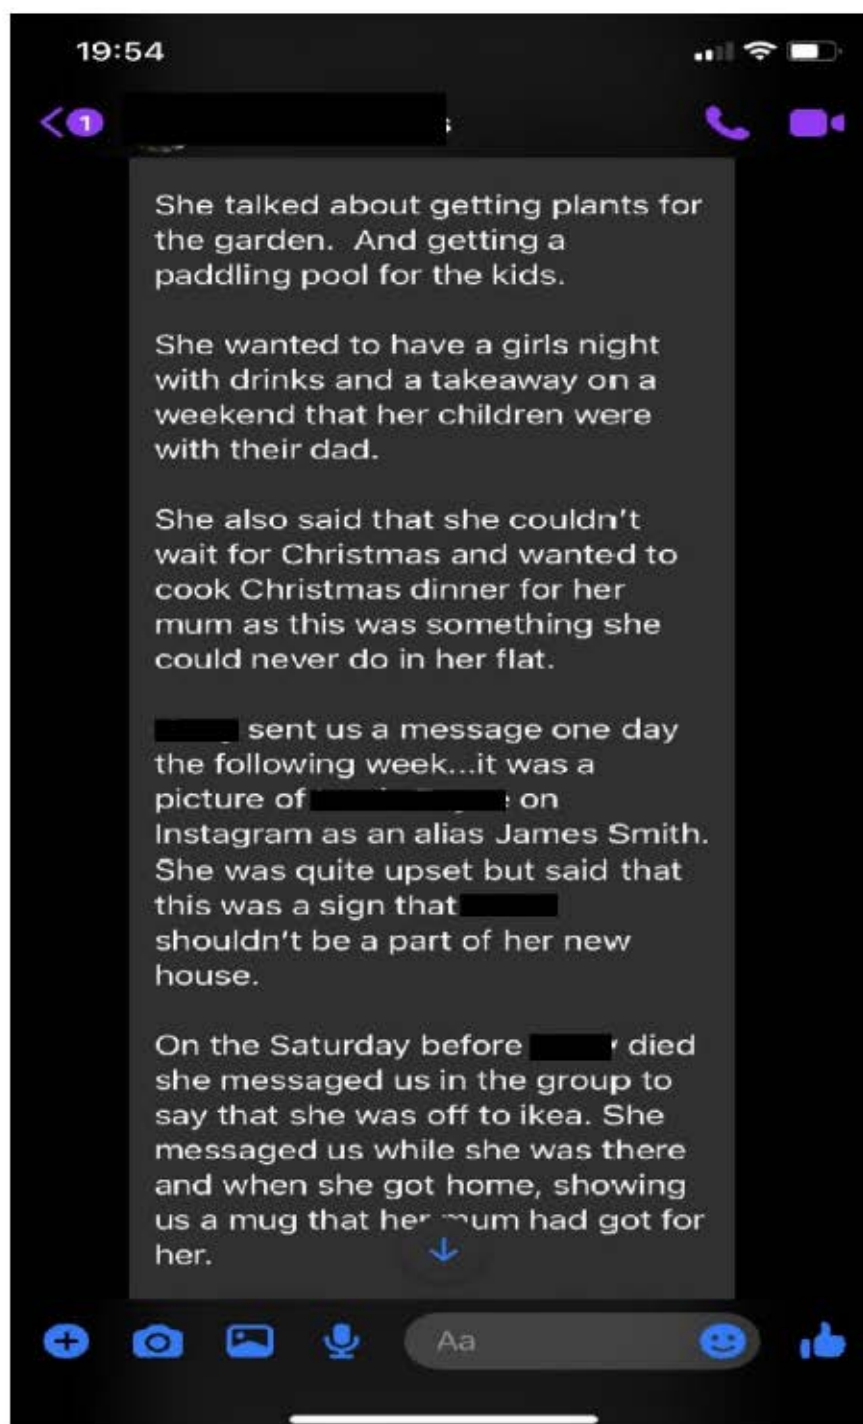 19:54
1
She talked about getting plants for
the garden.  And getting a
paddling pool for the kids.
She wanted to have a girls night
with drinks and a takeaway on a
weekend that her children were
with their dad.
She also said that she couldn't
wait for Christmas and wanted to
cook Christmas dinner for her
mum as this was something she
could never do in her flat.
sent us a message one day
the following week...it was a
picture of on
Instagram as an alias James Smith.
She was quite upset but said that
this was a sign that
shouldn't be a part of her new
house.
On the Saturday before died
she messaged us in the group to
say that she was off to ikea. She
messaged us while she was there
and when she got home, showing
us a mug that her mum had got for
her.
Aa